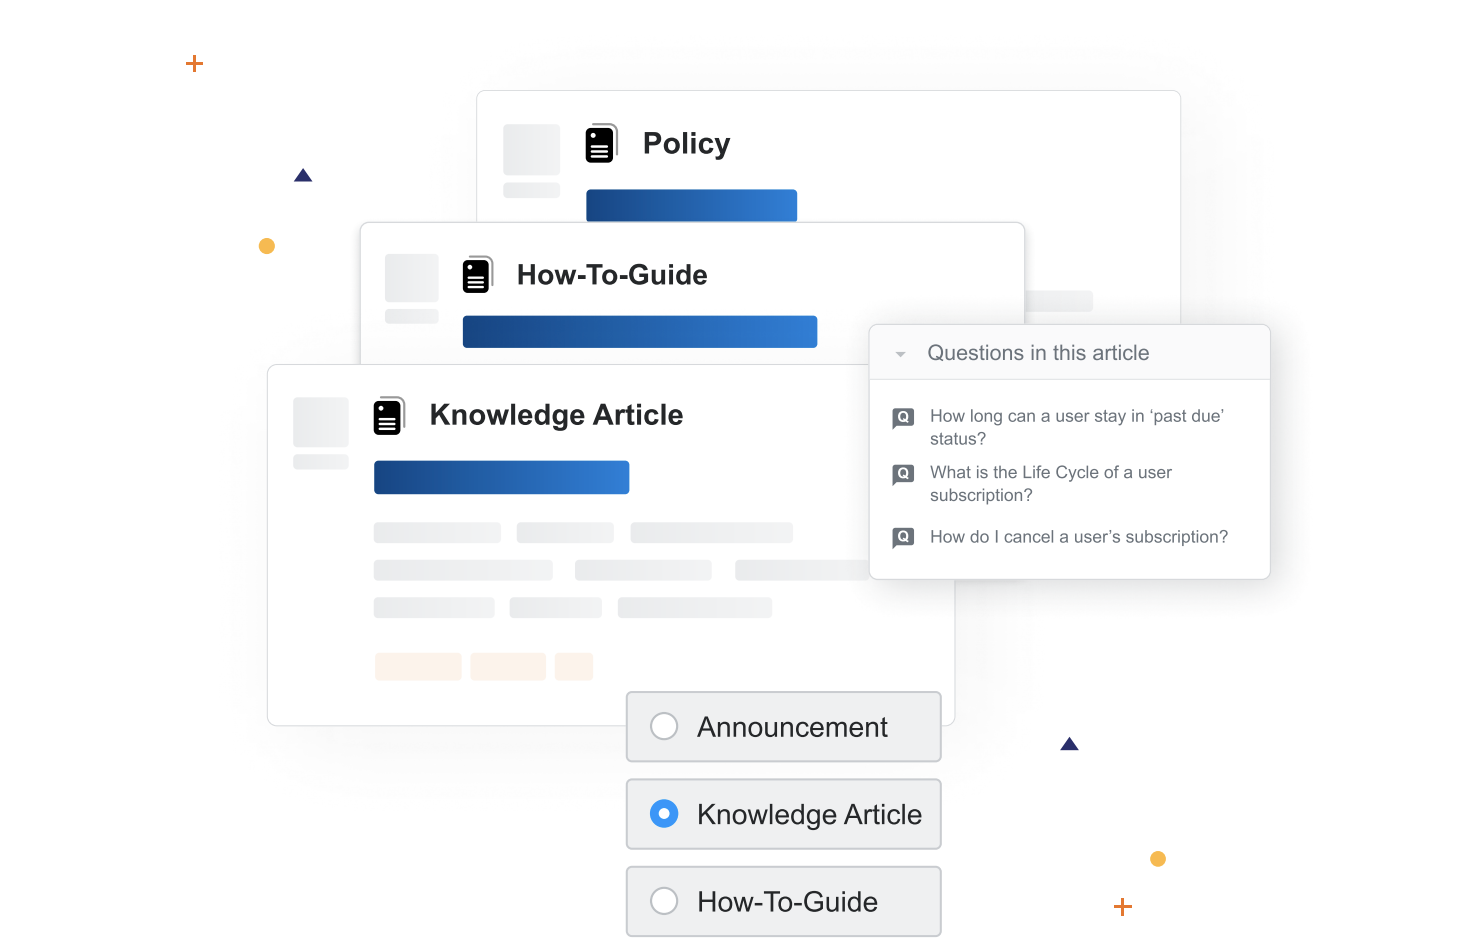 Policy
How-To-Guide
Knowledge Article
Questions in this article
Q How long can a user stay in ‘past due’
status?
Q What is the Life Cycle of a user
subscription?
Q How do I cancel a user’s subscription?
Announcement
Knowledge Article
How-To-Guide